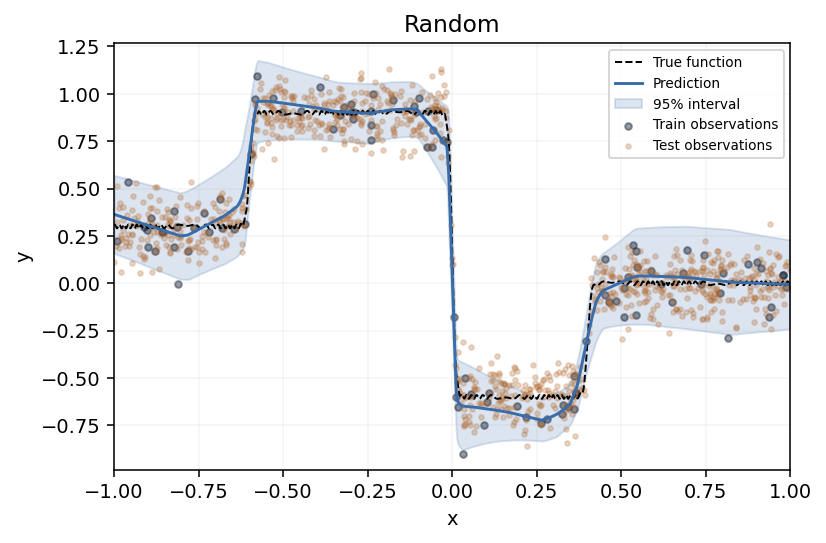 Random
True function
Prediction
95% interval
Train observations
Test observations
y
1.25
1.00
0.75
0.50
0.25
0.00
−0.25
−0.50
−0.75
−1.00 −0.75 −0.50 −0.25 0.00 0.25 0.50 0.75 1.00
x